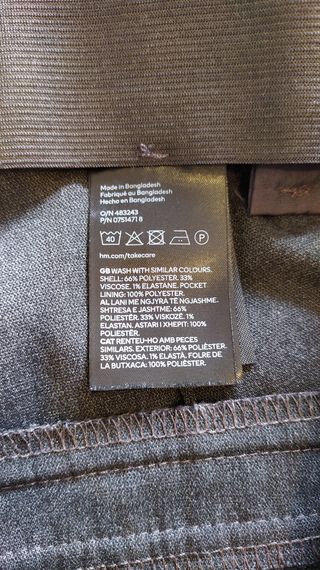 Made in Bangladesh
Fabriqué au Bangladesh
Hecho en Bangladesh
O/N 483243
P/N 07514718
40 P
hm.com/takecare
GB WASH WITH SIMILAR COLOURS.
SHELL: 66% POLYESTER. 33%
VISCOSE. 1% ELASTANE. POCKET
LINING: 100% POLYESTER.
AL LANI ME NGJYRA TË NGJASHME.
SHTRESA E JASHTME: 66%
POLIESTËR. 33% VISKOZË. 1%
ELASTAN. ASTARI I XHEPIT: 100%
POLIESTËR.
CAT RENTEU-HO AMB PECES
SIMILARS. EXTERIOR: 66% POLIÈSTER.
33% VISCOSA. 1% ELASTÀ. FOLRE DE
LA BUTXACA: 100% POLIÈSTER.